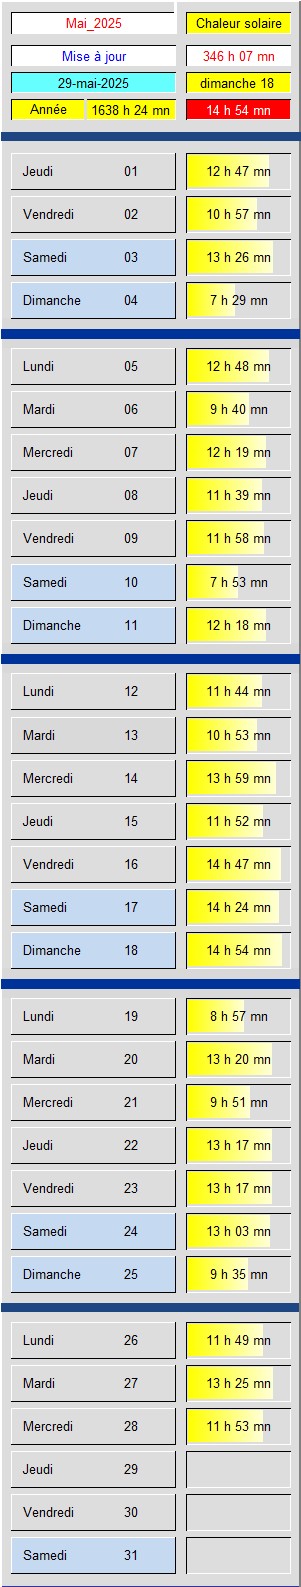 Mai_2025 Chaleur solaire
Mise à jour 346 h 07 mn
29-mai-2025 dimanche 18
Année 1638 h 24 mn 14 h 54 mn
Jeudi 01 12 h 47 mn
Vendredi 02 10 h 57 mn
Samedi 03 13 h 26 mn
Dimanche 04 7 h 29 mn
Lundi 05 12 h 48 mn
Mardi 06 9 h 40 mn
Mercredi 07 12 h 19 mn
Jeudi 08 11 h 39 mn
Vendredi 09 11 h 58 mn
Samedi 10 7 h 53 mn
Dimanche 11 12 h 18 mn
Lundi 12 11 h 44 mn
Mardi 13 10 h 53 mn
Mercredi 14 13 h 59 mn
Jeudi 15 11 h 52 mn
Vendredi 16 14 h 47 mn
Samedi 17 14 h 24 mn
Dimanche 18 14 h 54 mn
Lundi 19 8 h 57 mn
Mardi 20 13 h 20 mn
Mercredi 21 9 h 51 mn
Jeudi 22 13 h 17 mn
Vendredi 23 13 h 17 mn
Samedi 24 13 h 03 mn
Dimanche 25 9 h 35 mn
Lundi 26 11 h 49 mn
Mardi 27 13 h 25 mn
Mercredi 28 11 h 53 mn
Jeudi 29
Vendredi 30
Samedi 31